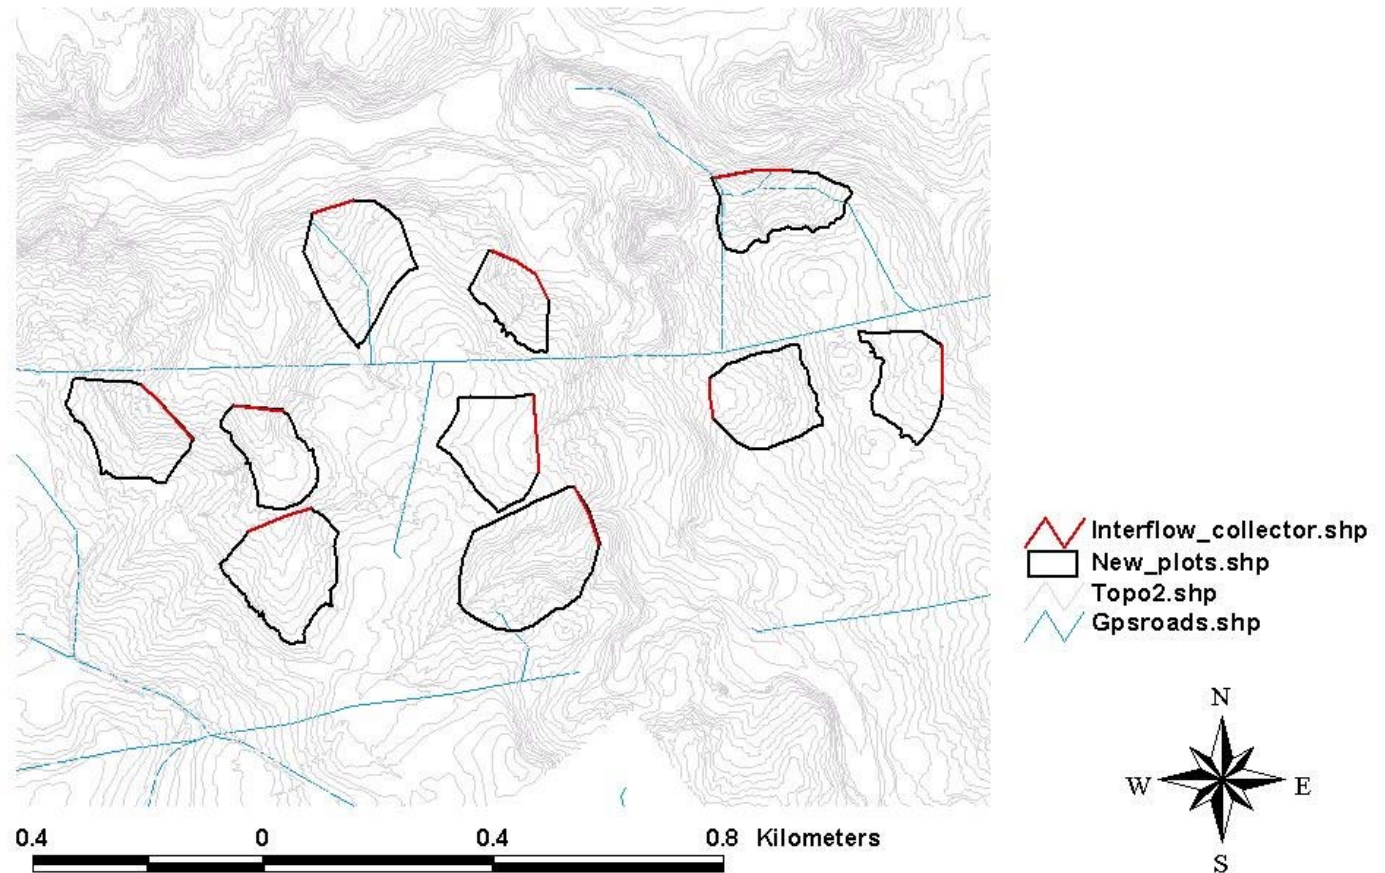 Interflow_collector.shp
New_plots.shp
Topo2.shp
Gpsroads.shp
N
W E
S
0.4 0 0.4 0.8 Kilometers